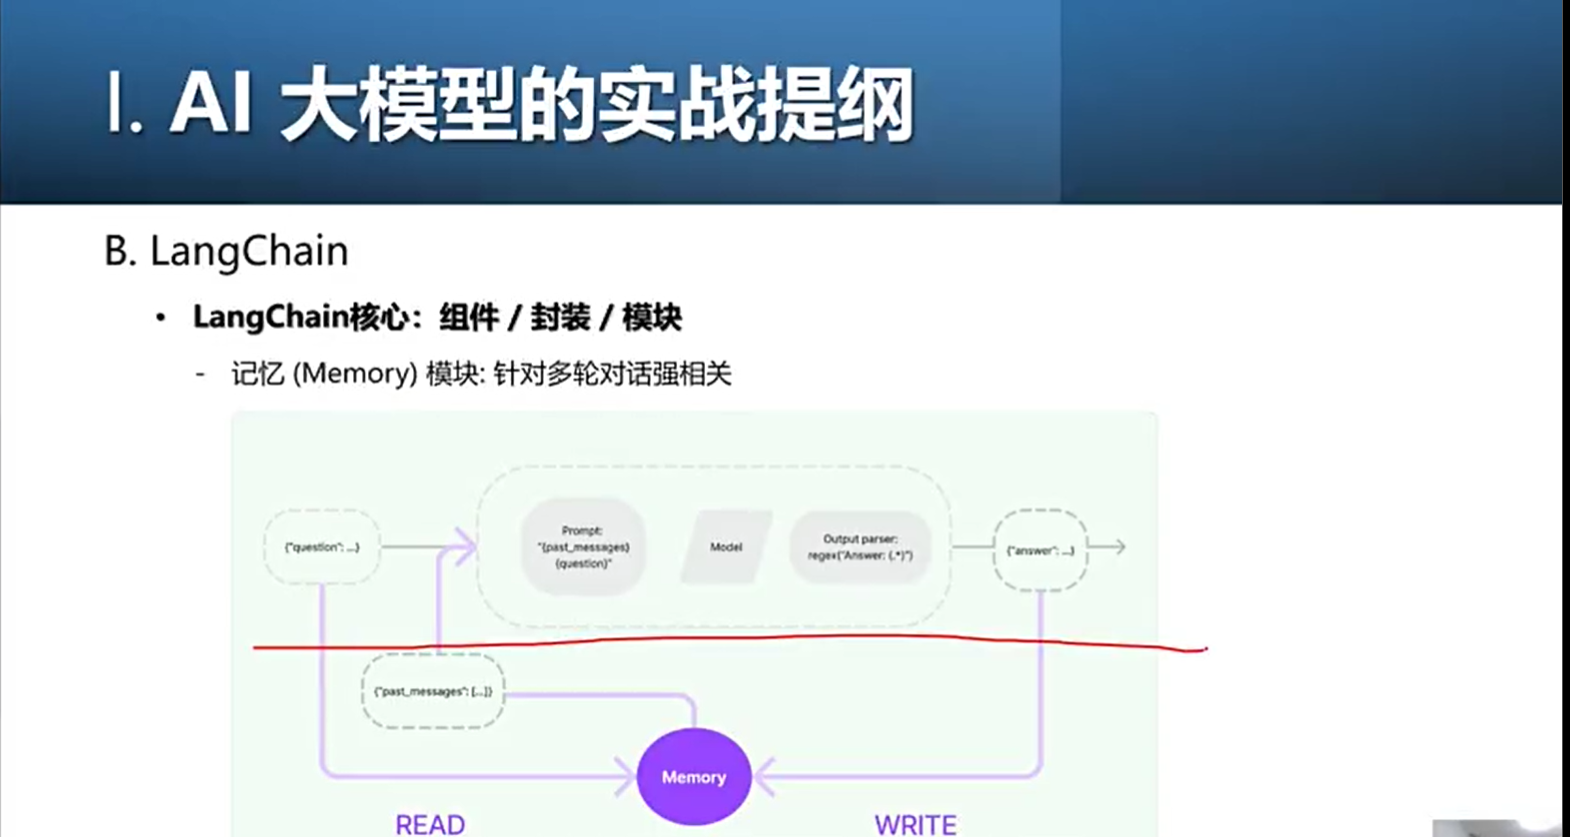 I. AI 大模型的实战提纲
B. LangChain
• LangChain核心：组件 / 封装 / 模块
- 记忆 (Memory) 模块: 针对多轮对话强相关
{"question": ...}
Prompt:
"{past_messages}
{question}"
Model
Output parser:
regex("Answer: (.*)")
{"answer": ...}
{"past_messages": [...]}
Memory
READ
WRITE